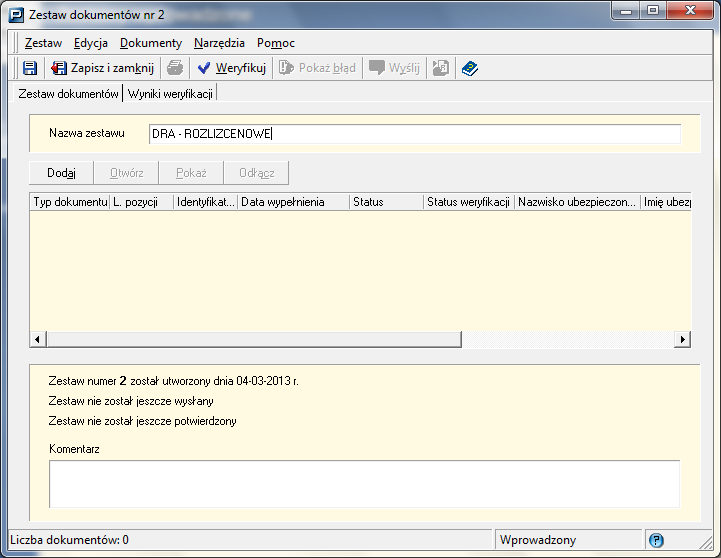 Zestaw dokumentów nr 2
Zestaw Edycja Dokumenty Narzędzia Pomoc
Zapisz i zamknij Weryfikuj Pokaż błąd Wyślij
Zestaw dokumentów Wyniki weryfikacji
Nazwa zestawu DRA - ROZLIZCENOWE
Dodaj Otwórz Pokaż Odłącz
Typ dokumentu L. pozycji Identyfikat... Data wypełnienia Status Status weryfikacji Nazwisko ubezpieczon... Imię ubezp
Zestaw numer 2 został utworzony dnia 04-03-2013 r.
Zestaw nie został jeszcze wysłany
Zestaw nie został jeszcze potwierdzony
Komentarz
Liczba dokumentów: 0 Wprowadzony